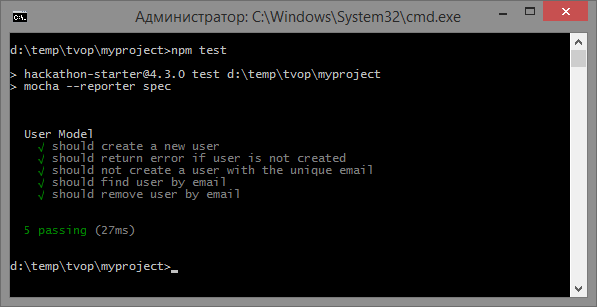 Администратор: C:\Windows\System32\cmd.exe
d:\temp\tvop\myproject>npm test
> hackathon-starter@4.3.0 test d:\temp\tvop\myproject
> mocha --reporter spec
User Model
√ should create a new user
√ should return error if user is not created
√ should not create a user with the unique email
√ should find user by email
√ should remove user by email
5 passing (27ms)
d:\temp\tvop\myproject>